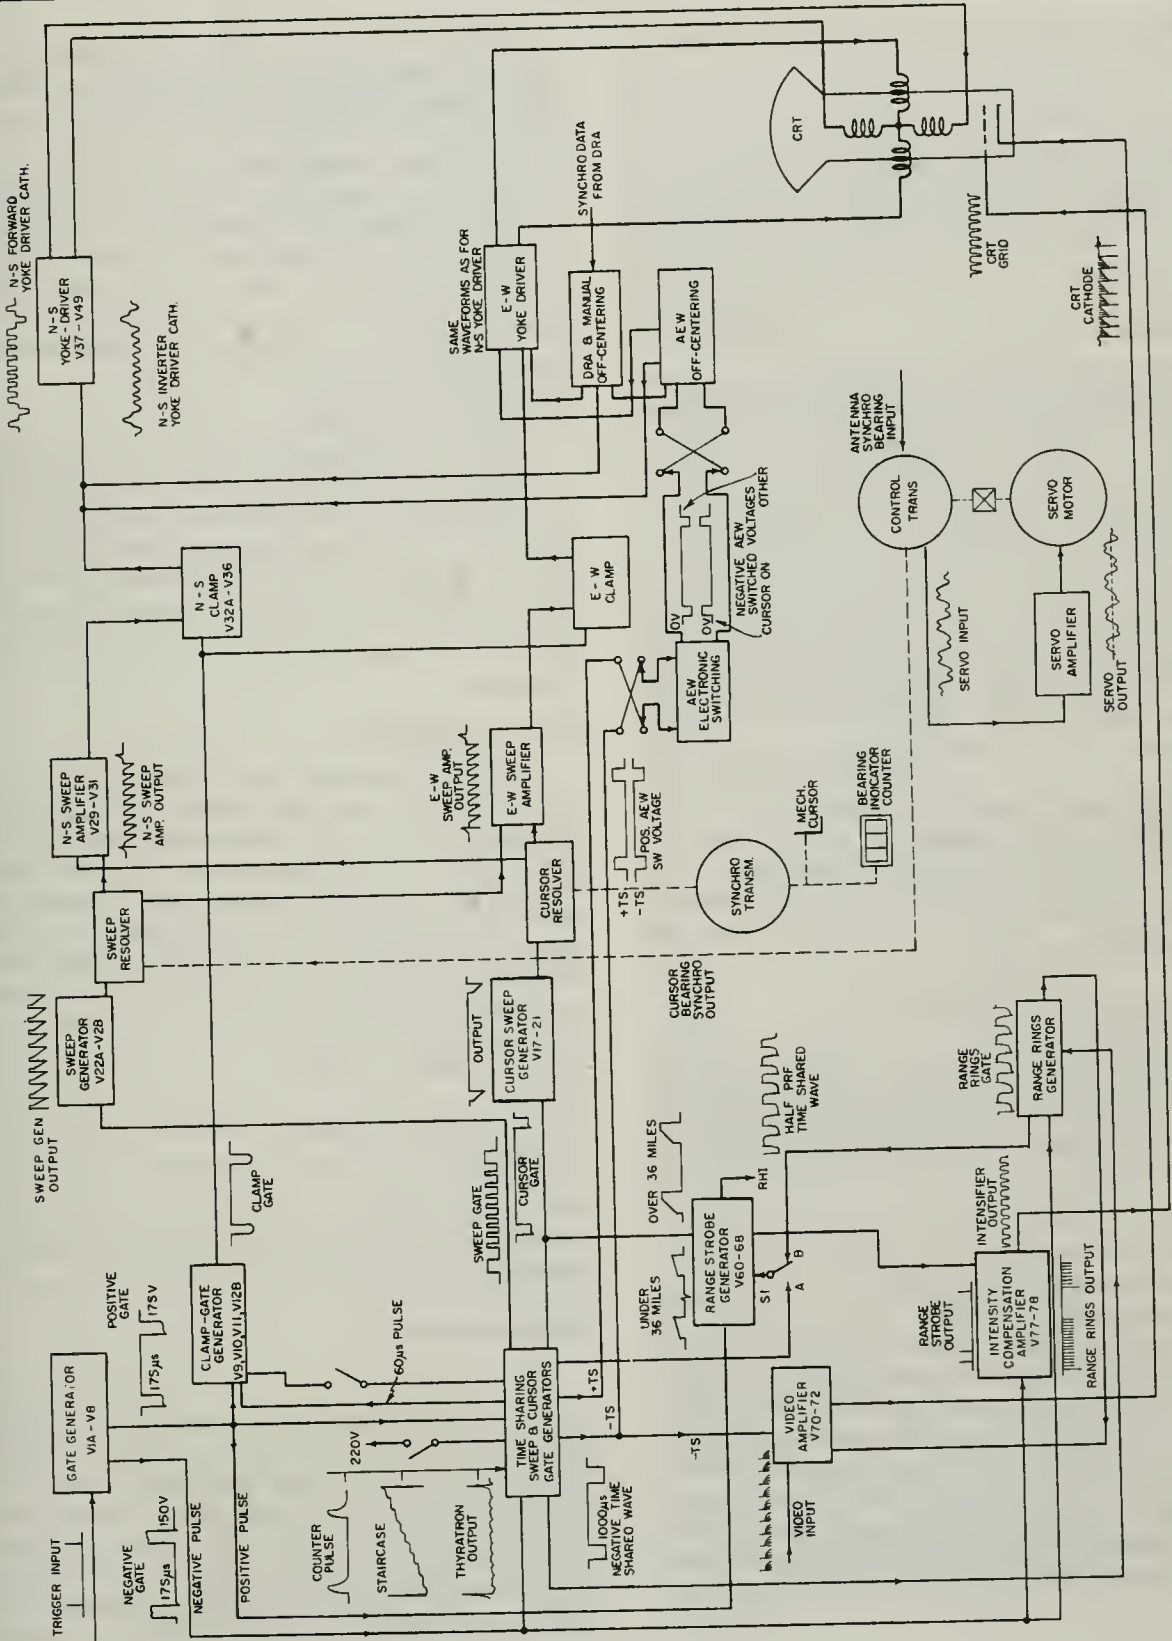 TRIGGER INPUT
NEGATIVE
GATE
175µs
150V
NEGATIVE PULSE
GATE GENERATOR
V1A-V8
POSITIVE
GATE
175µs
175V
POSITIVE PULSE
CLAMP-GATE
GENERATOR
V9,V10,V11,V12B
CLAMP
GATE
60µs PULSE
220V
COUNTER
PULSE
STAIRCASE
THYRATRON
OUTPUT
TIME SHARING
SWEEP & CURSOR
GATE GENERATORS
1000µs
NEGATIVE TIME
SHARED WAVE
+TS
-TS
-TS
SWEEP GATE
CURSOR
GATE
SWEEP GEN
OUTPUT
SWEEP
GENERATOR
V22A-V28
SWEEP
RESOLVER
N-S SWEEP
AMPLIFIER
V29-V31
N-S SWEEP
AMP. OUTPUT
N-S
CLAMP
V32A-V36
N-S
YOKE-DRIVER
V37-V49
N-S FORWARD
YOKE DRIVER CATH.
N-S INVERTER
YOKE DRIVER CATH.
OUTPUT
CURSOR SWEEP
GENERATOR
V17-21
CURSOR
RESOLVER
E-W
SWEEP AMP.
OUTPUT
E-W SWEEP
AMPLIFIER
E-W
CLAMP
SAME
WAVEFORMS AS FOR
N-S YOKE DRIVER
E-W
YOKE DRIVER
DRA & MANUAL
OFF-CENTERING
SYNCHRO DATA
FROM DRA
AEW
OFF-CENTERING
+TS
-TS
POS. AEW
SW VOLTAGE
AEW
ELECTRONIC
SWITCHING
OV
OV
NEGATIVE AEW
SWITCHED VOLTAGES
CURSOR ON
OTHER
CRT
CRT
GRID
CRT
CATHODE
CURSOR
BEARING
SYNCHRO
OUTPUT
SYNCHRO
TRANSM.
MECH.
CURSOR
BEARING
INDICATOR
COUNTER
ANTENNA
SYNCHRO
BEARING
INPUT
CONTROL
TRANS
SERVO INPUT
SERVO
MOTOR
SERVO
AMPLIFIER
SERVO
OUTPUT
UNDER
36 MILES
OVER 36 MILES
RANGE STROBE
GENERATOR
V60-68
RHI
S1
A
B
HALF PRF
TIME SHARED
WAVE
VIDEO
INPUT
VIDEO
AMPLIFIER
V70-72
RANGE
STROBE
OUTPUT
INTENSITY
COMPENSATION
AMPLIFIER
V77-78
INTENSIFIER
OUTPUT
RANGE RINGS OUTPUT
RANGE
RINGS
GATE
RANGE RINGS
GENERATOR